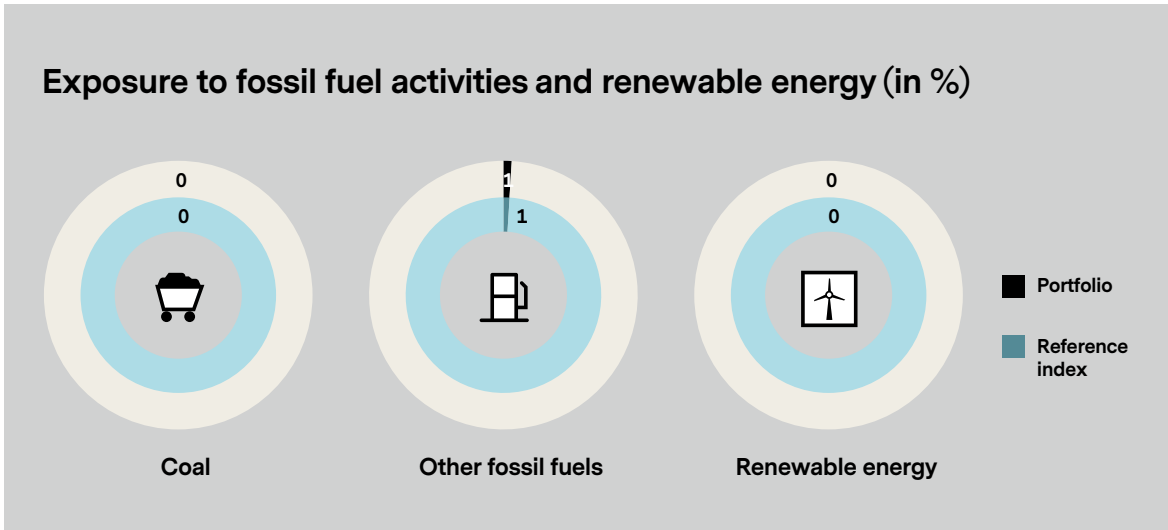 Exposure to fossil fuel activities and renewable energy (in %)
0
0
1
1
0
0
Portfolio
Reference
index
Coal
Other fossil fuels
Renewable energy